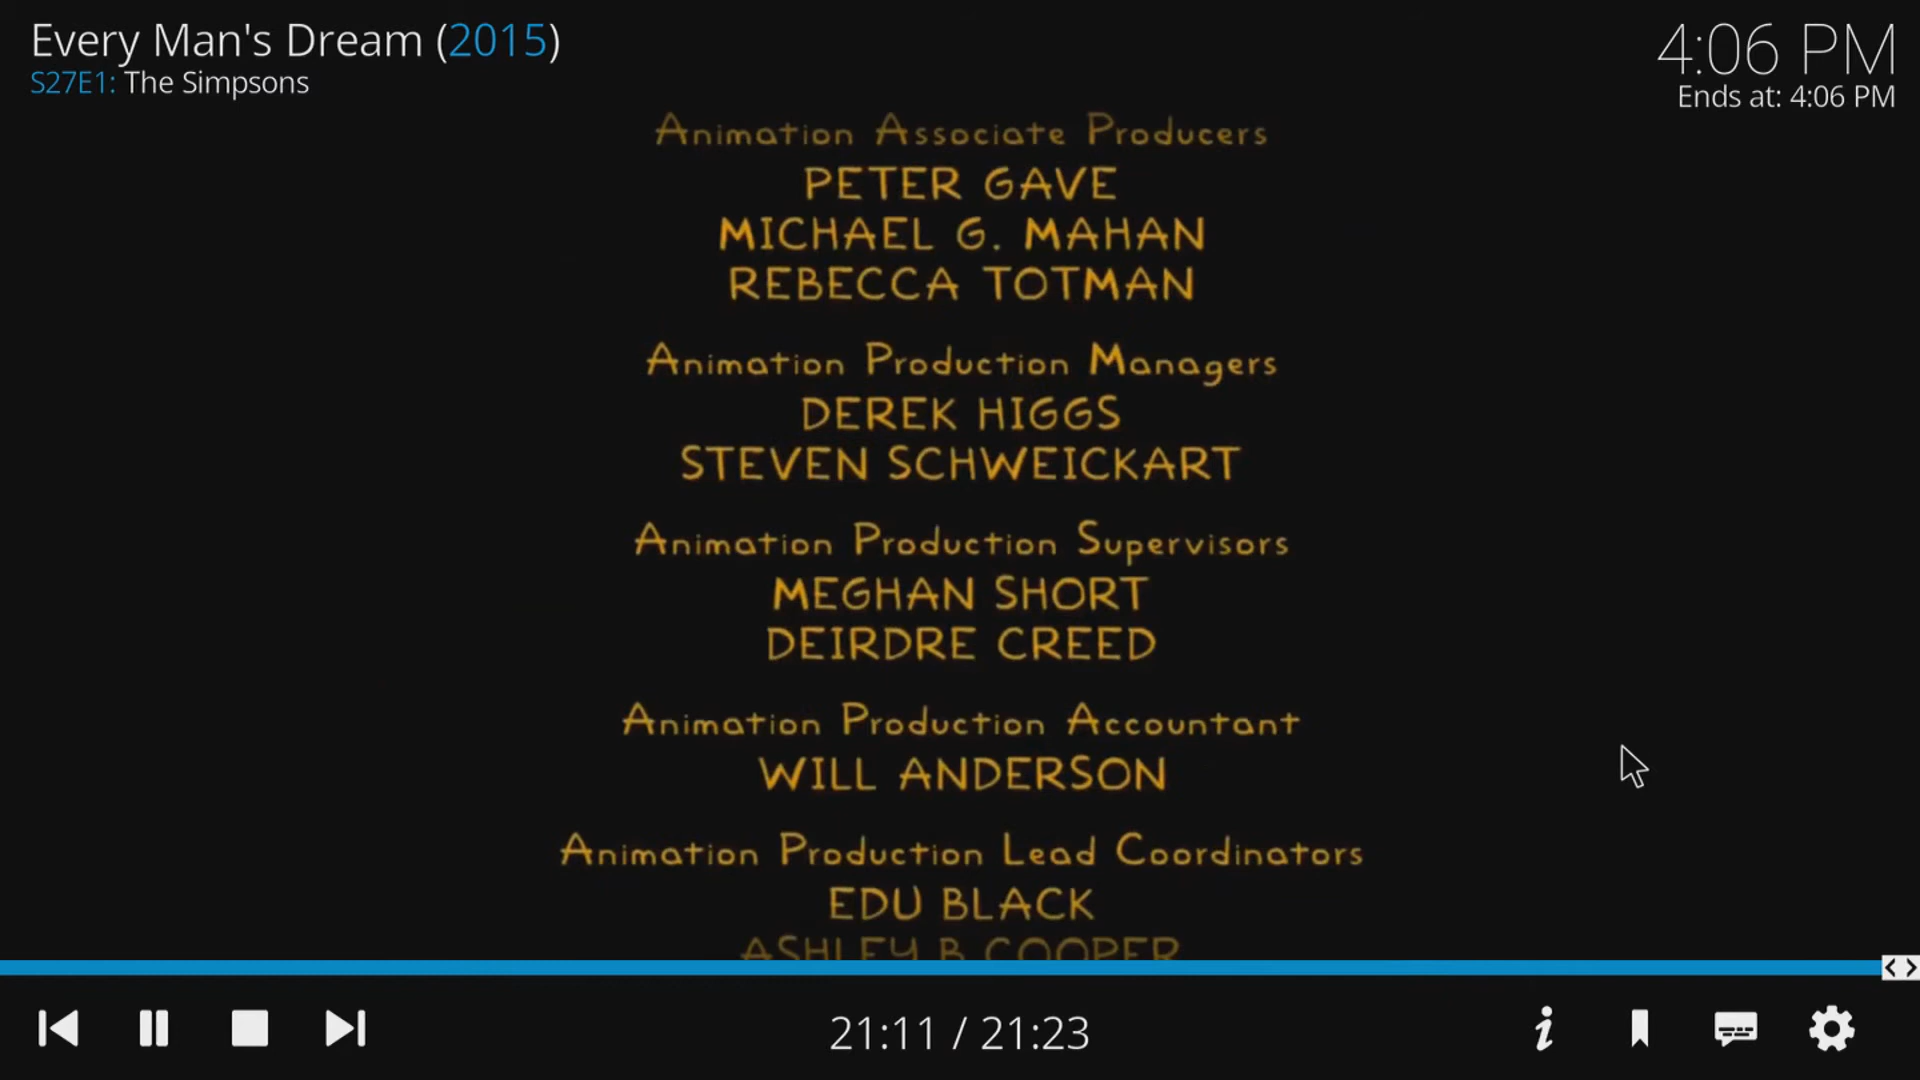 Every Man's Dream (2015)
S27E1: The Simpsons
4:06 PM
Ends at: 4:06 PM
Animation Associate Producers
PETER GAVE
MICHAEL G. MAHAN
REBECCA TOTMAN
Animation Production Managers
DEREK HIGGS
STEVEN SCHWEICKART
Animation Production Supervisors
MEGHAN SHORT
DEIRDRE CREED
Animation Production Accountant
WILL ANDERSON
Animation Production Lead Coordinators
EDU BLACK
ASHLEY B COOPER
21:11 / 21:23